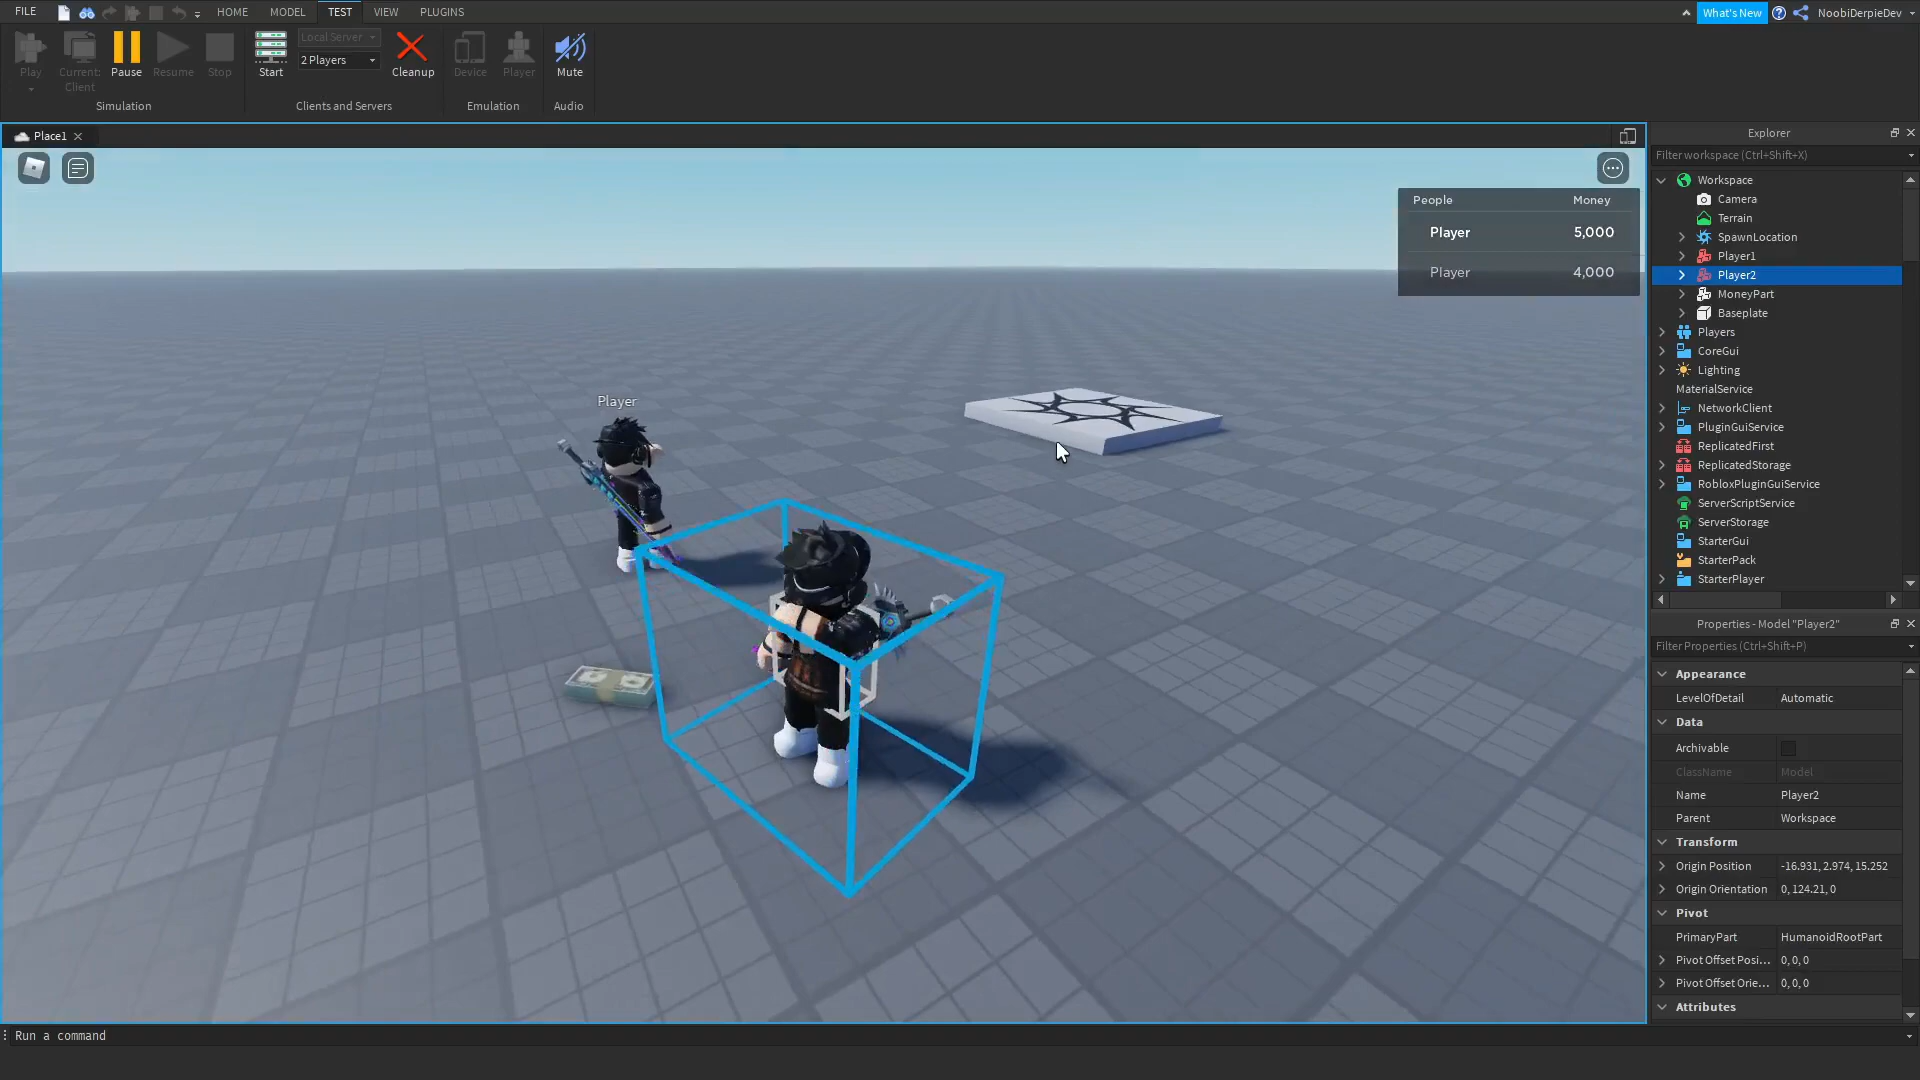 FILE HOME MODEL TEST VIEW PLUGINS What's New NoobiDerpieDev
Play Current: Client Pause Resume Stop
Simulation
Start Local Server 2 Players Cleanup
Clients and Servers
Device Player
Emulation
Mute
Audio
Place1
People Money
Player 5,000
Player 4,000
Player
Explorer
Filter workspace (Ctrl+Shift+X)
Workspace
Camera
Terrain
SpawnLocation
Player1
Player2
MoneyPart
Baseplate
Players
CoreGui
Lighting
MaterialService
NetworkClient
PluginGuiService
ReplicatedFirst
ReplicatedStorage
RobloxPluginGuiService
ServerScriptService
ServerStorage
StarterGui
StarterPack
StarterPlayer
Properties - Model "Player2"
Filter Properties (Ctrl+Shift+P)
Appearance
LevelOfDetail Automatic
Data
Archivable
ClassName Model
Name Player2
Parent Workspace
Transform
Origin Position -16.931, 2.974, 15.252
Origin Orientation 0, 124.21, 0
Pivot
PrimaryPart HumanoidRootPart
Pivot Offset Posi... 0, 0, 0
Pivot Offset Orie... 0, 0, 0
Attributes
Run a command